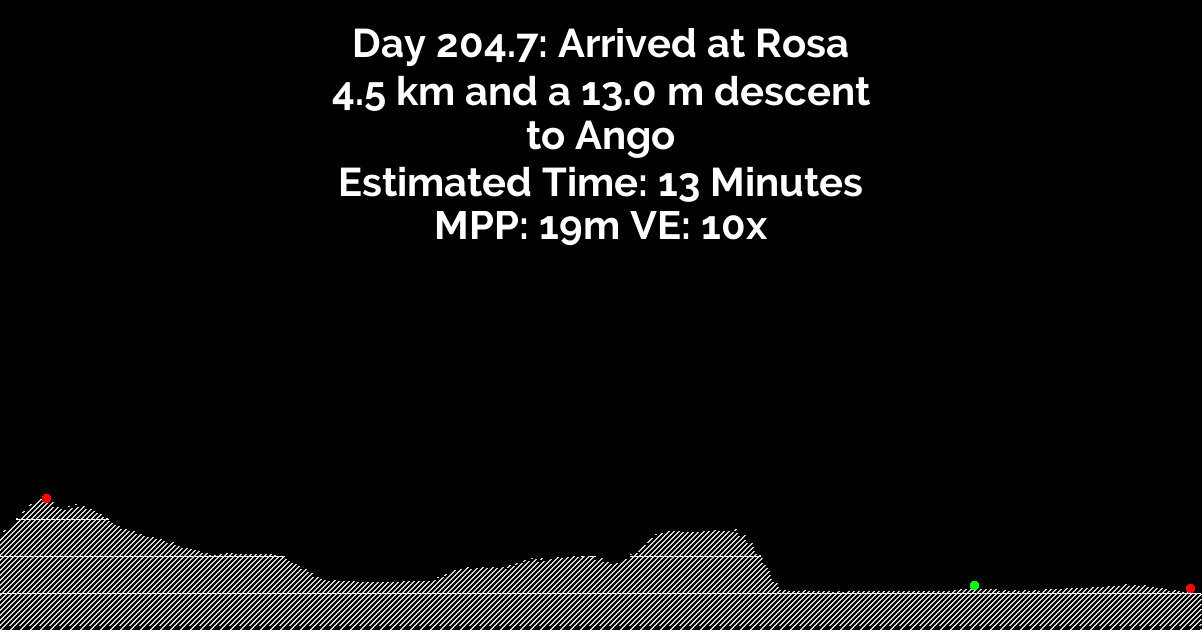 Day 204.7: Arrived at Rosa
4.5 km and a 13.0 m descent
to Ango
Estimated Time: 13 Minutes
MPP: 19m VE: 10x